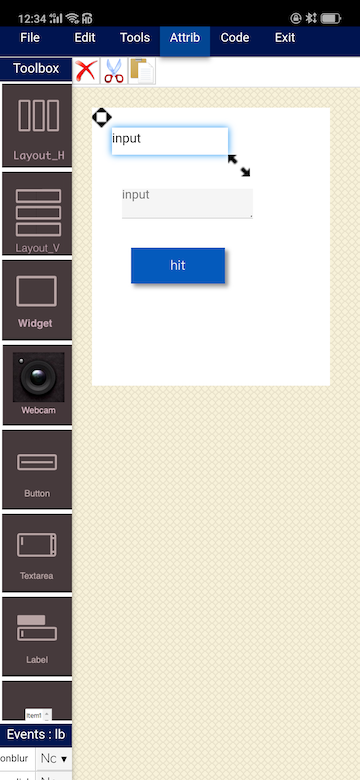 12:34
File Edit Tools Attrib Code Exit
Toolbox
Layout_H
Layout_V
Widget
Webcam
Button
Textarea
Label
Item1
Events : lb
onblur Nc
input
input
hit